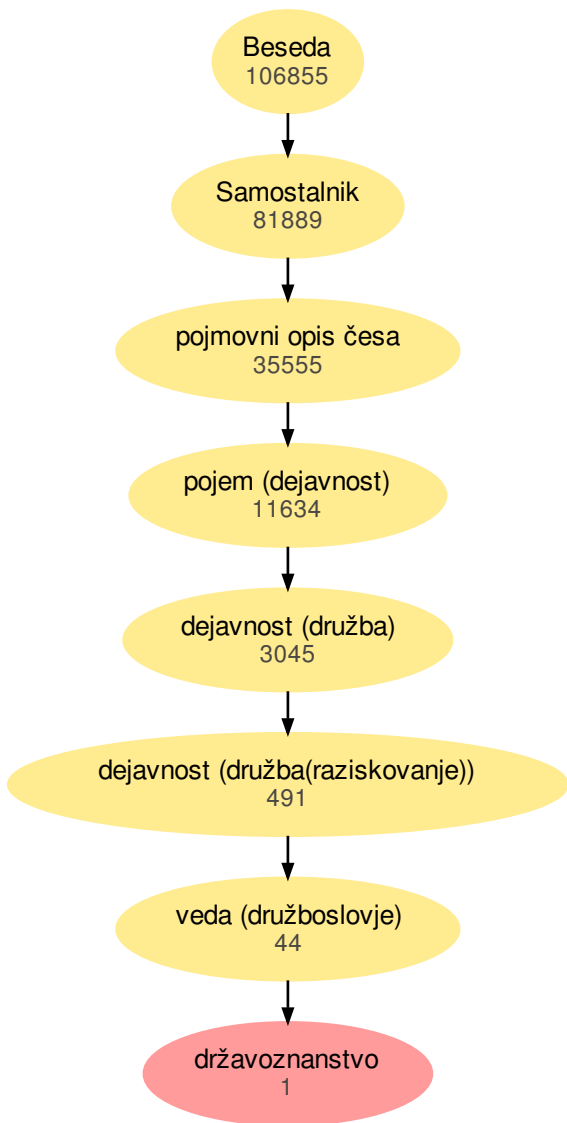 Beseda
106855
Samostalnik
81889
pojmovni opis česa
35555
pojem (dejavnost)
11634
dejavnost (družba)
3045
dejavnost (družba(raziskovanje))
491
veda (družboslovje)
44
državoznanstvo
1